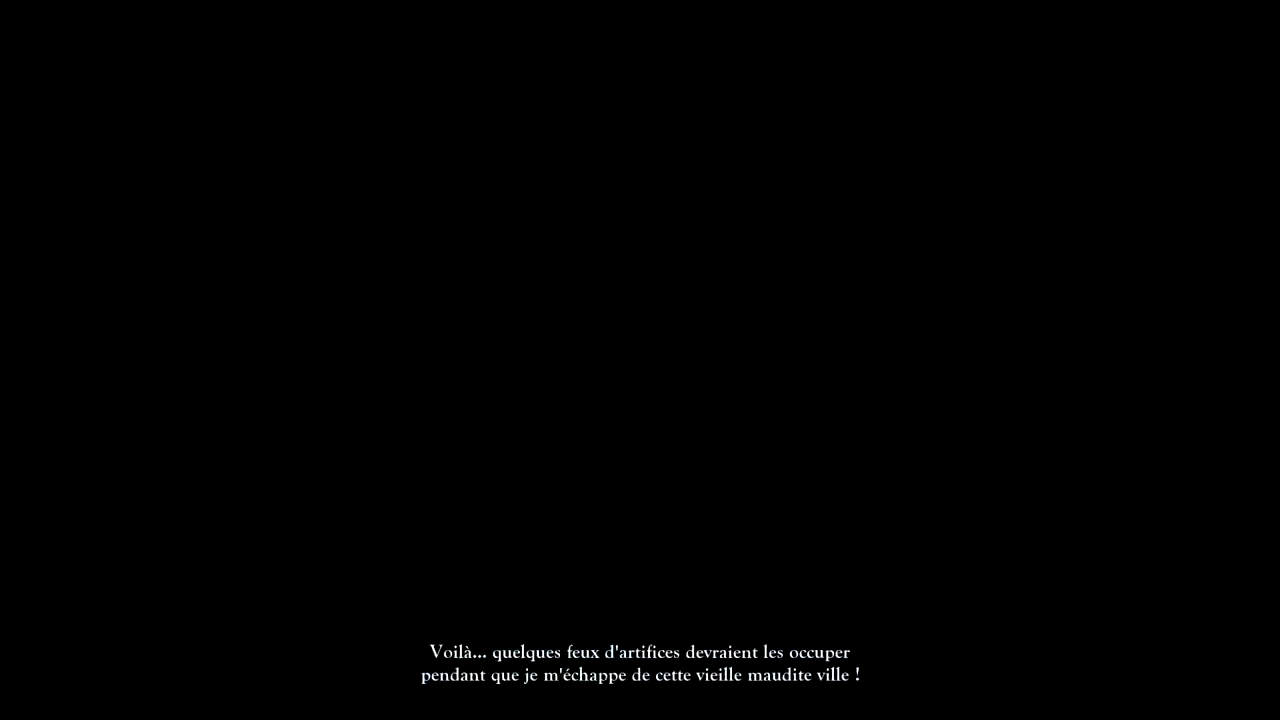 Voilà... quelques feux d'artifices devraient les occuper
pendant que je m'échappe de cette vieille maudite ville !